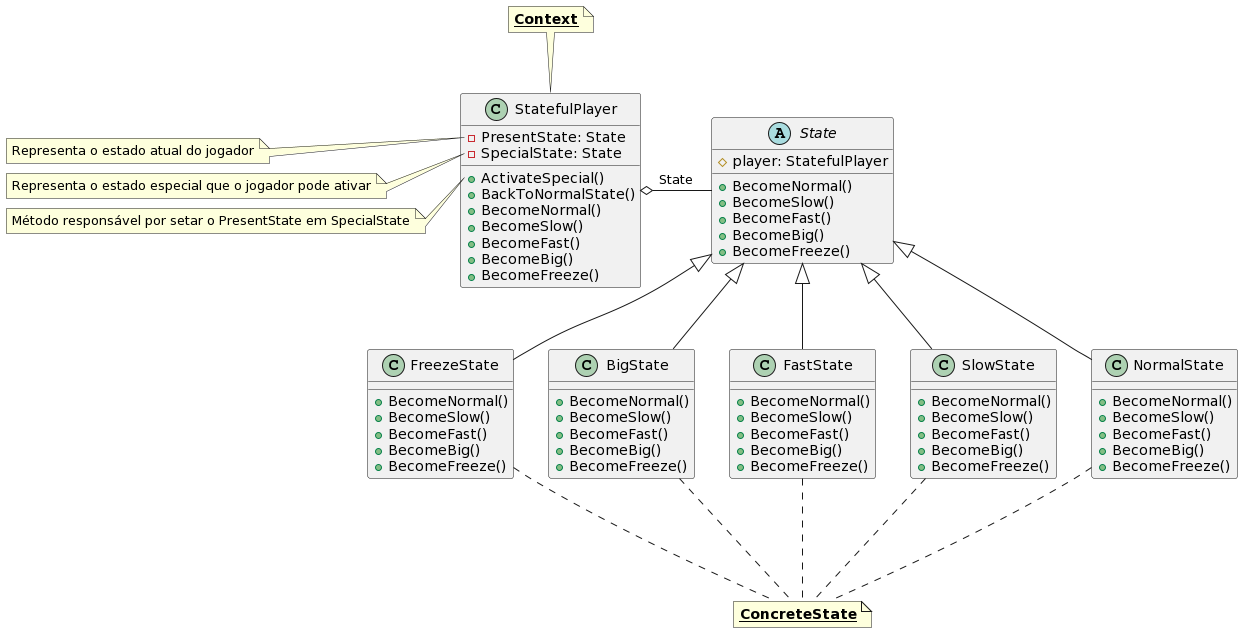 Context
C StatefulPlayer
PresentState: State
SpecialState: State
ActivateSpecial()
BackToNormalState()
BecomeNormal()
BecomeSlow()
BecomeFast()
BecomeBig()
BecomeFreeze()
Representa o estado atual do jogador
Representa o estado especial que o jogador pode ativar
Método responsável por setar o PresentState em SpecialState
State
A State
player: StatefulPlayer
BecomeNormal()
BecomeSlow()
BecomeFast()
BecomeBig()
BecomeFreeze()
C FreezeState
BecomeNormal()
BecomeSlow()
BecomeFast()
BecomeBig()
BecomeFreeze()
C BigState
BecomeNormal()
BecomeSlow()
BecomeFast()
BecomeBig()
BecomeFreeze()
C FastState
BecomeNormal()
BecomeSlow()
BecomeFast()
BecomeBig()
BecomeFreeze()
C SlowState
BecomeNormal()
BecomeSlow()
BecomeFast()
BecomeBig()
BecomeFreeze()
C NormalState
BecomeNormal()
BecomeSlow()
BecomeFast()
BecomeBig()
BecomeFreeze()
ConcreteState